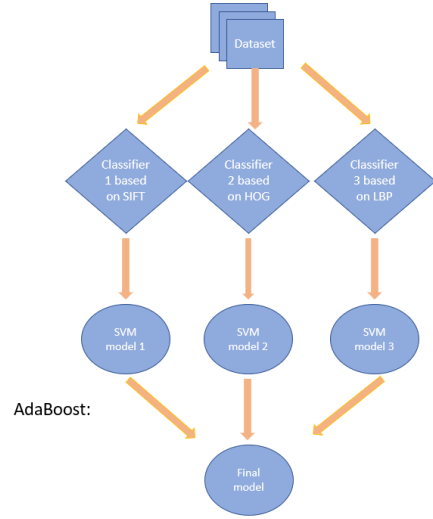 Dataset
Classifier
1 based
on SIFT
Classifier
2 based
on HOG
Classifier
3 based
on LBP
SVM
model 1
SVM
model 2
SVM
model 3
AdaBoost:
Final
model